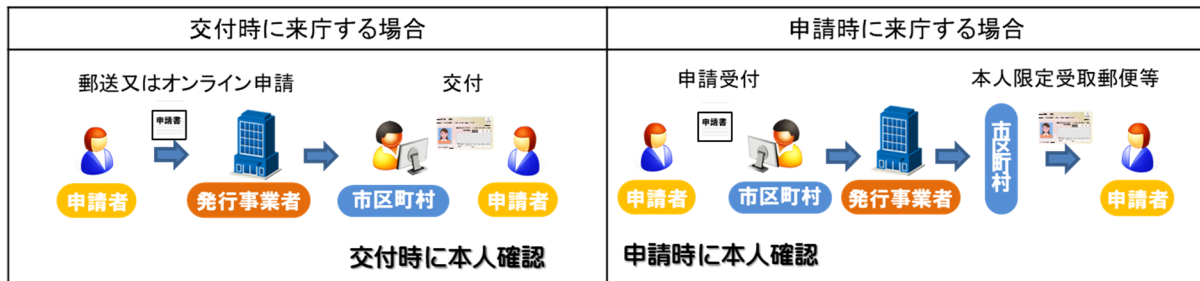 交付時に来庁する場合
郵送又はオンライン申請
交付
申請書
申請者
発行事業者
市区町村
申請者
交付時に本人確認
申請時に来庁する場合
申請受付
本人限定受取郵便等
申請書
市区町村
申請者
市区町村
発行事業者
申請者
申請時に本人確認